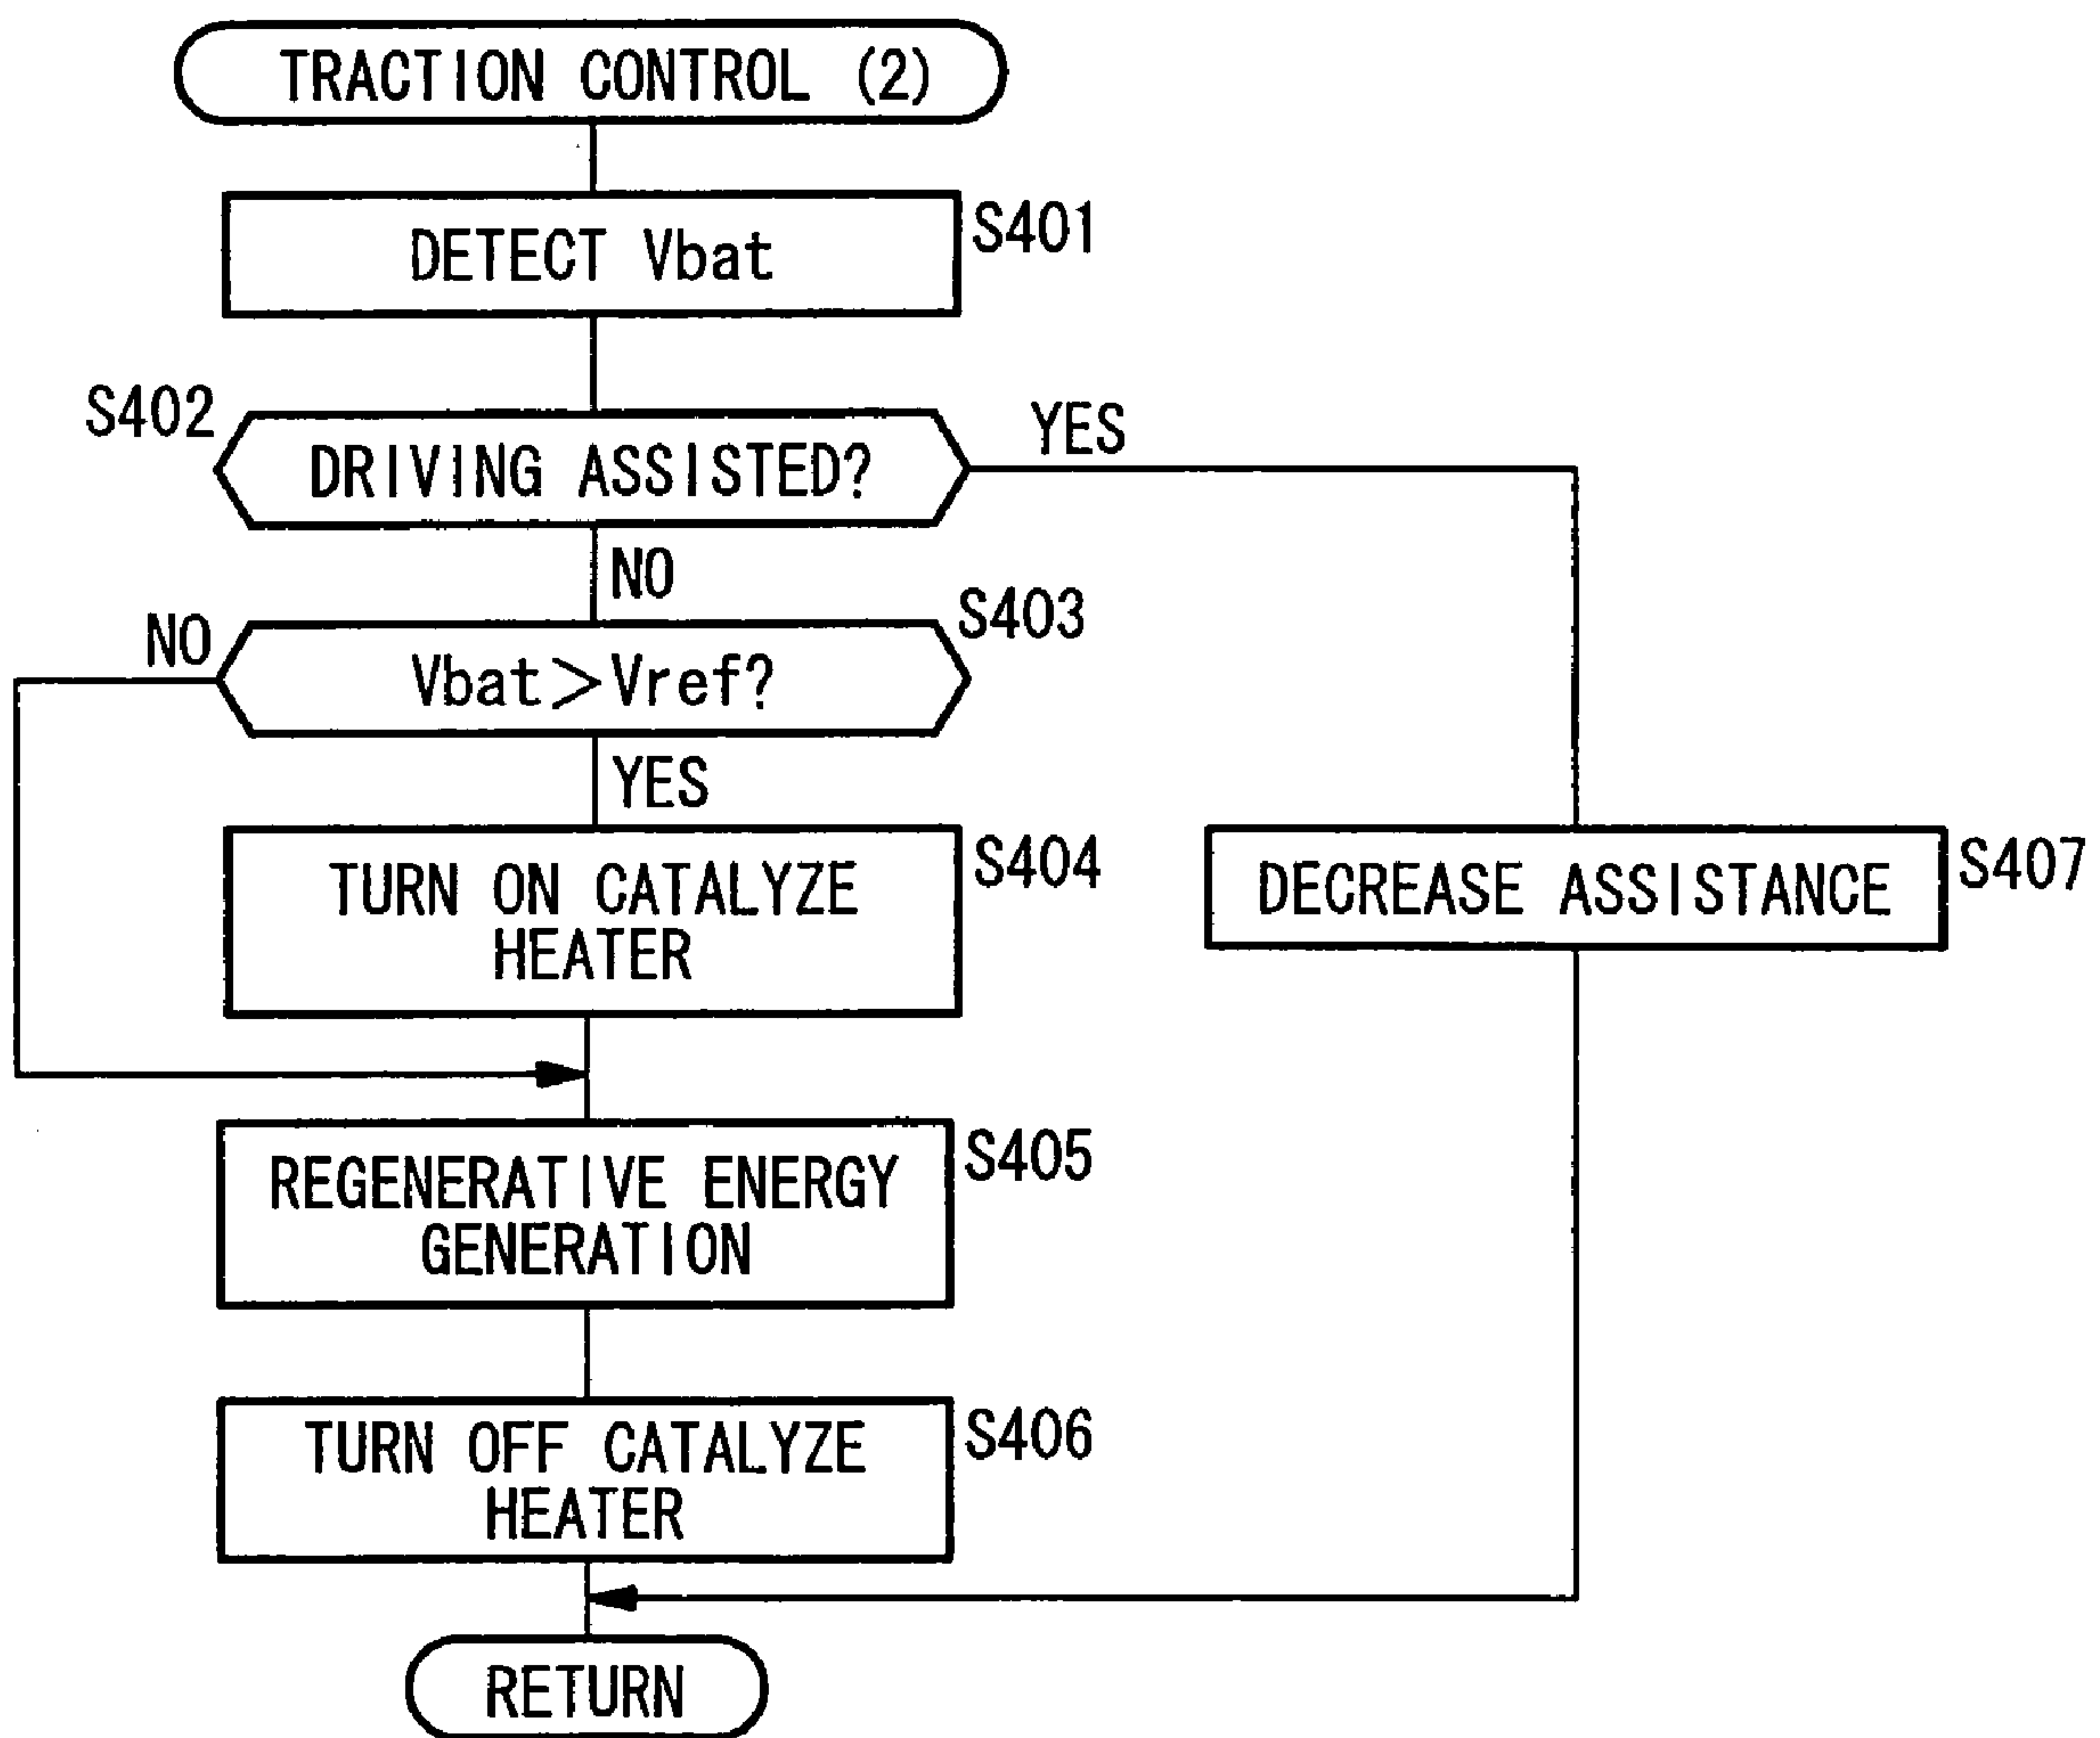 TRACTION CONTROL (2)
DETECT Vbat
S401
S402
DRIVING ASSISTED?
YES
NO
S403
NO
Vbat>Vref?
YES
TURN ON CATALYZE
HEATER
S404
DECREASE ASSISTANCE
S407
REGENERATIVE ENERGY
GENERATION
S405
TURN OFF CATALYZE
HEATER
S406
RETURN